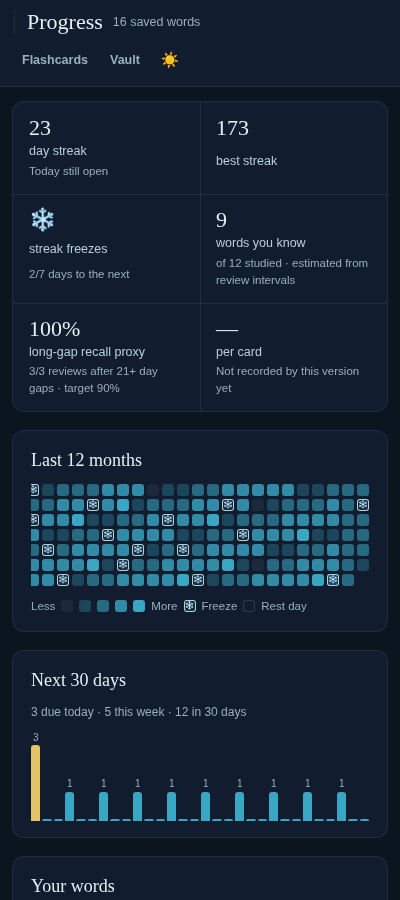 Progress 16 saved words
Flashcards Vault
23
day streak
Today still open
173
best streak
streak freezes
2/7 days to the next
9
words you know
of 12 studied · estimated from
review intervals
100%
long-gap recall proxy
3/3 reviews after 21+ day
gaps · target 90%
—
per card
Not recorded by this version
yet
Last 12 months
Less More Freeze Rest day
Next 30 days
3 due today · 5 this week · 12 in 30 days
3
1 1 1 1 1 1 1 1 1
Your words